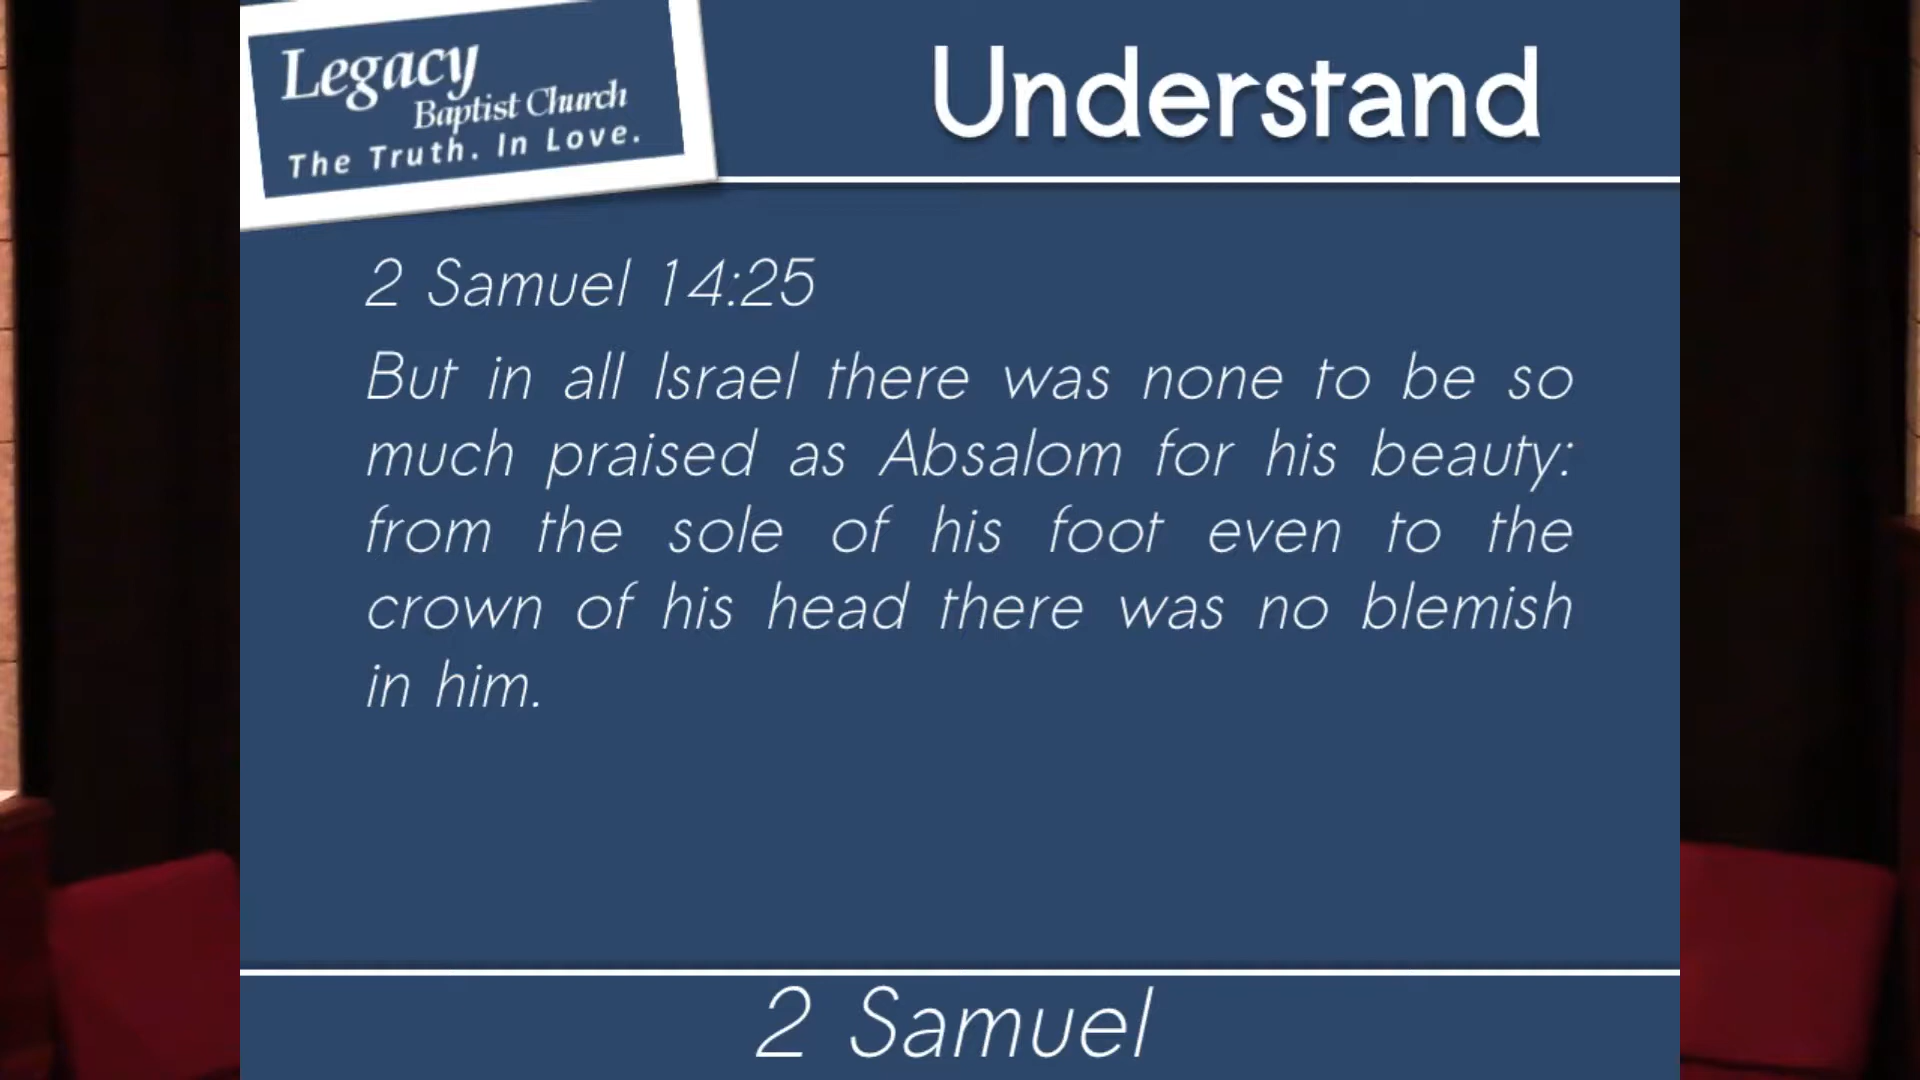 Legacy
Baptist Church
The Truth. In Love.
Understand
2 Samuel 14:25
But in all Israel there was none to be so
much praised as Absalom for his beauty:
from the sole of his foot even to the
crown of his head there was no blemish
in him.
2 Samuel